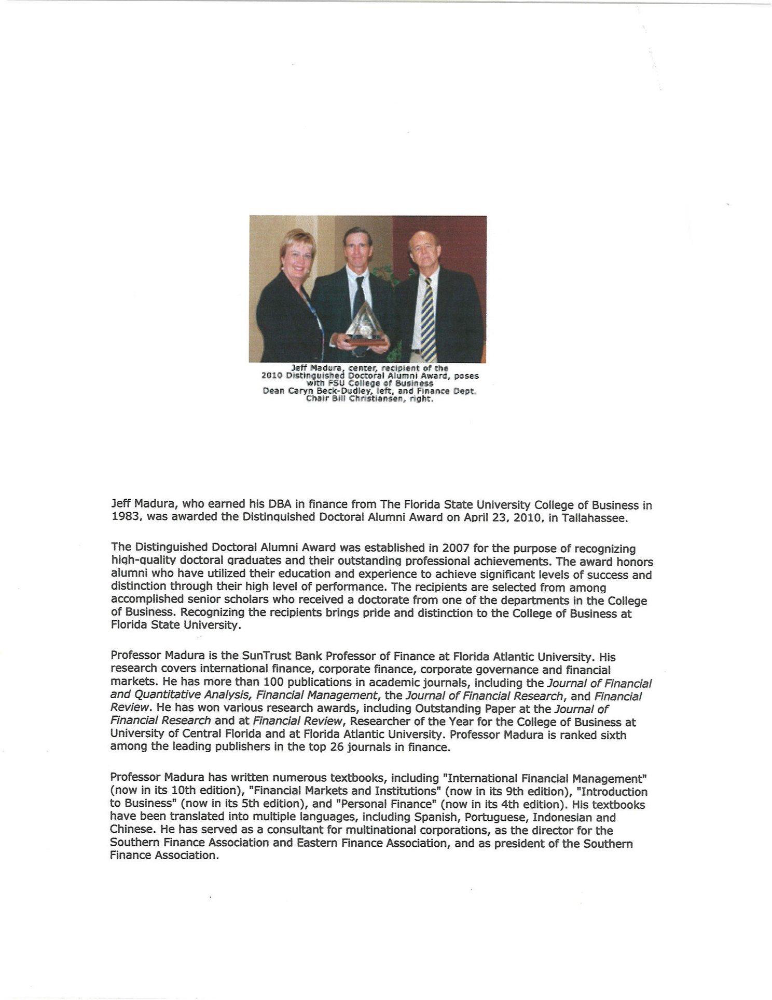 Jeff Madura, center, recipient of the
2010 Distinguished Doctoral Alumni Award, poses
with FSU College of Business
Dean Caryn Beck-Dudley, left, and Finance Dept.
Chair Bill Christiansen, right.
Jeff Madura, who earned his DBA in finance from The Florida State University College of Business in
1983, was awarded the Distinguished Doctoral Alumni Award on April 23, 2010, in Tallahassee.
The Distinguished Doctoral Alumni Award was established in 2007 for the purpose of recognizing
high-quality doctoral graduates and their outstanding professional achievements. The award honors
alumni who have utilized their education and experience to achieve significant levels of success and
distinction through their high level of performance. The recipients are selected from among
accomplished senior scholars who received a doctorate from one of the departments in the College
of Business. Recognizing the recipients brings pride and distinction to the College of Business at
Florida State University.
Professor Madura is the SunTrust Bank Professor of Finance at Florida Atlantic University. His
research covers international finance, corporate finance, corporate governance and financial
markets. He has more than 100 publications in academic journals, including the Journal of Financial
and Quantitative Analysis, Financial Management, the Journal of Financial Research, and Financial
Review. He has won various research awards, including Outstanding Paper at the Journal of
Financial Research and at Financial Review, Researcher of the Year for the College of Business at
University of Central Florida and at Florida Atlantic University. Professor Madura is ranked sixth
among the leading publishers in the top 26 journals in finance.
Professor Madura has written numerous textbooks, including "International Financial Management"
(now in its 10th edition), "Financial Markets and Institutions" (now in its 9th edition), "Introduction
to Business" (now in its 5th edition), and "Personal Finance" (now in its 4th edition). His textbooks
have been translated into multiple languages, including Spanish, Portuguese, Indonesian and
Chinese. He has served as a consultant for multinational corporations, as the director for the
Southern Finance Association and Eastern Finance Association, and as president of the Southern
Finance Association.